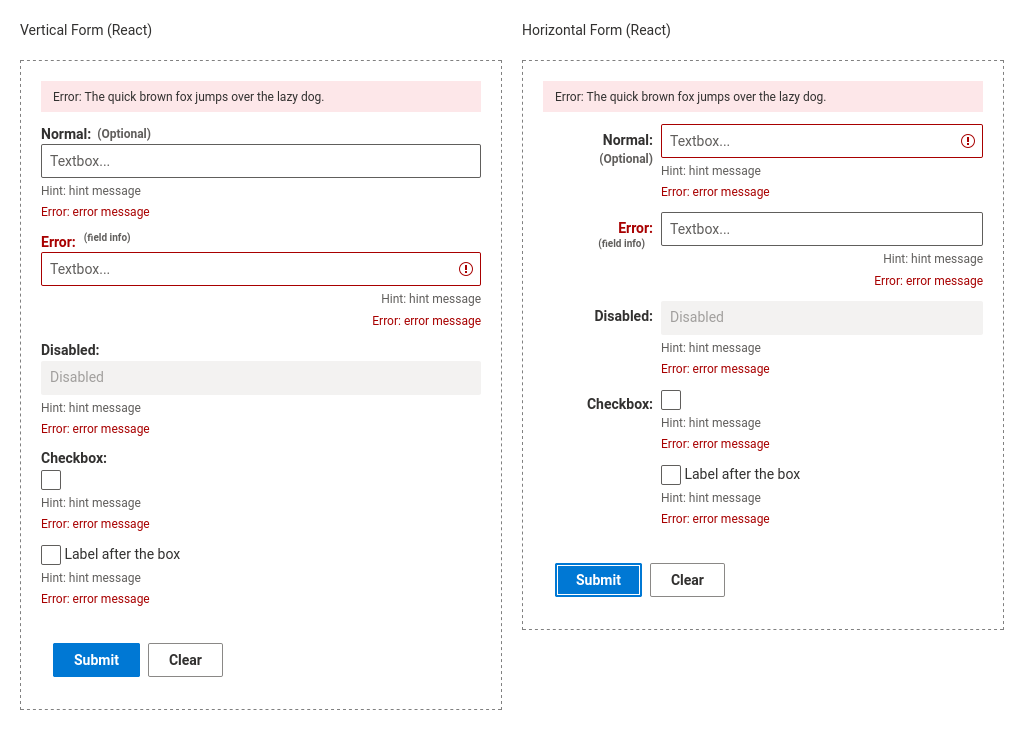 Vertical Form (React)
Error: The quick brown fox jumps over the lazy dog.
Normal: (Optional)
Textbox...
Hint: hint message
Error: error message
Error: (field info)
Textbox...
Hint: hint message
Error: error message
Disabled:
Disabled
Hint: hint message
Error: error message
Checkbox:
Hint: hint message
Error: error message
Label after the box
Hint: hint message
Error: error message
Submit Clear
Horizontal Form (React)
Error: The quick brown fox jumps over the lazy dog.
Normal: Textbox...
(Optional)
Hint: hint message
Error: error message
Error: Textbox...
(field info)
Hint: hint message
Error: error message
Disabled: Disabled
Hint: hint message
Error: error message
Checkbox:
Hint: hint message
Error: error message
Label after the box
Hint: hint message
Error: error message
Submit Clear